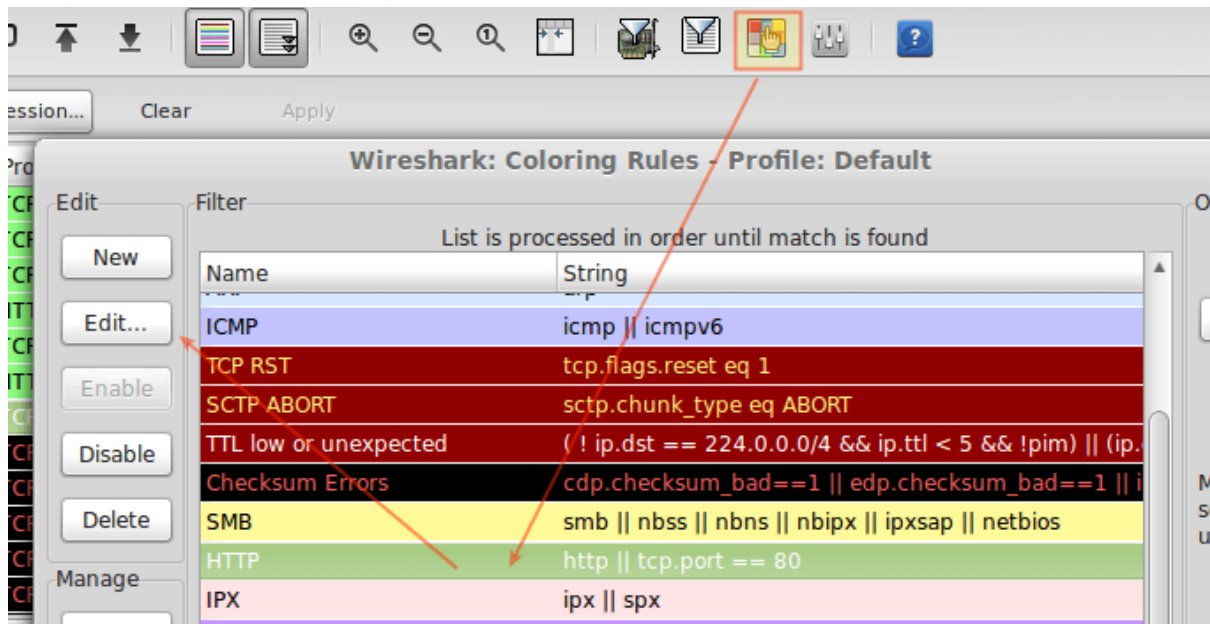 ession... Clear Apply
Wireshark: Coloring Rules - Profile: Default
Edit
Filter
List is processed in order until match is found
New
Edit...
Enable
Disable
Delete
Manage
Name String
ICMP icmp || icmpv6
TCP RST tcp.flags.reset eq 1
SCTP ABORT sctp.chunk_type eq ABORT
TTL low or unexpected ( ! ip.dst == 224.0.0.0/4 && ip.ttl < 5 && !pim) || (ip.
Checksum Errors cdp.checksum_bad==1 || edp.checksum_bad==1 || i
SMB smb || nbss || nbns || nbipx || ipxsap || netbios
HTTP http || tcp.port == 80
IPX ipx || spx